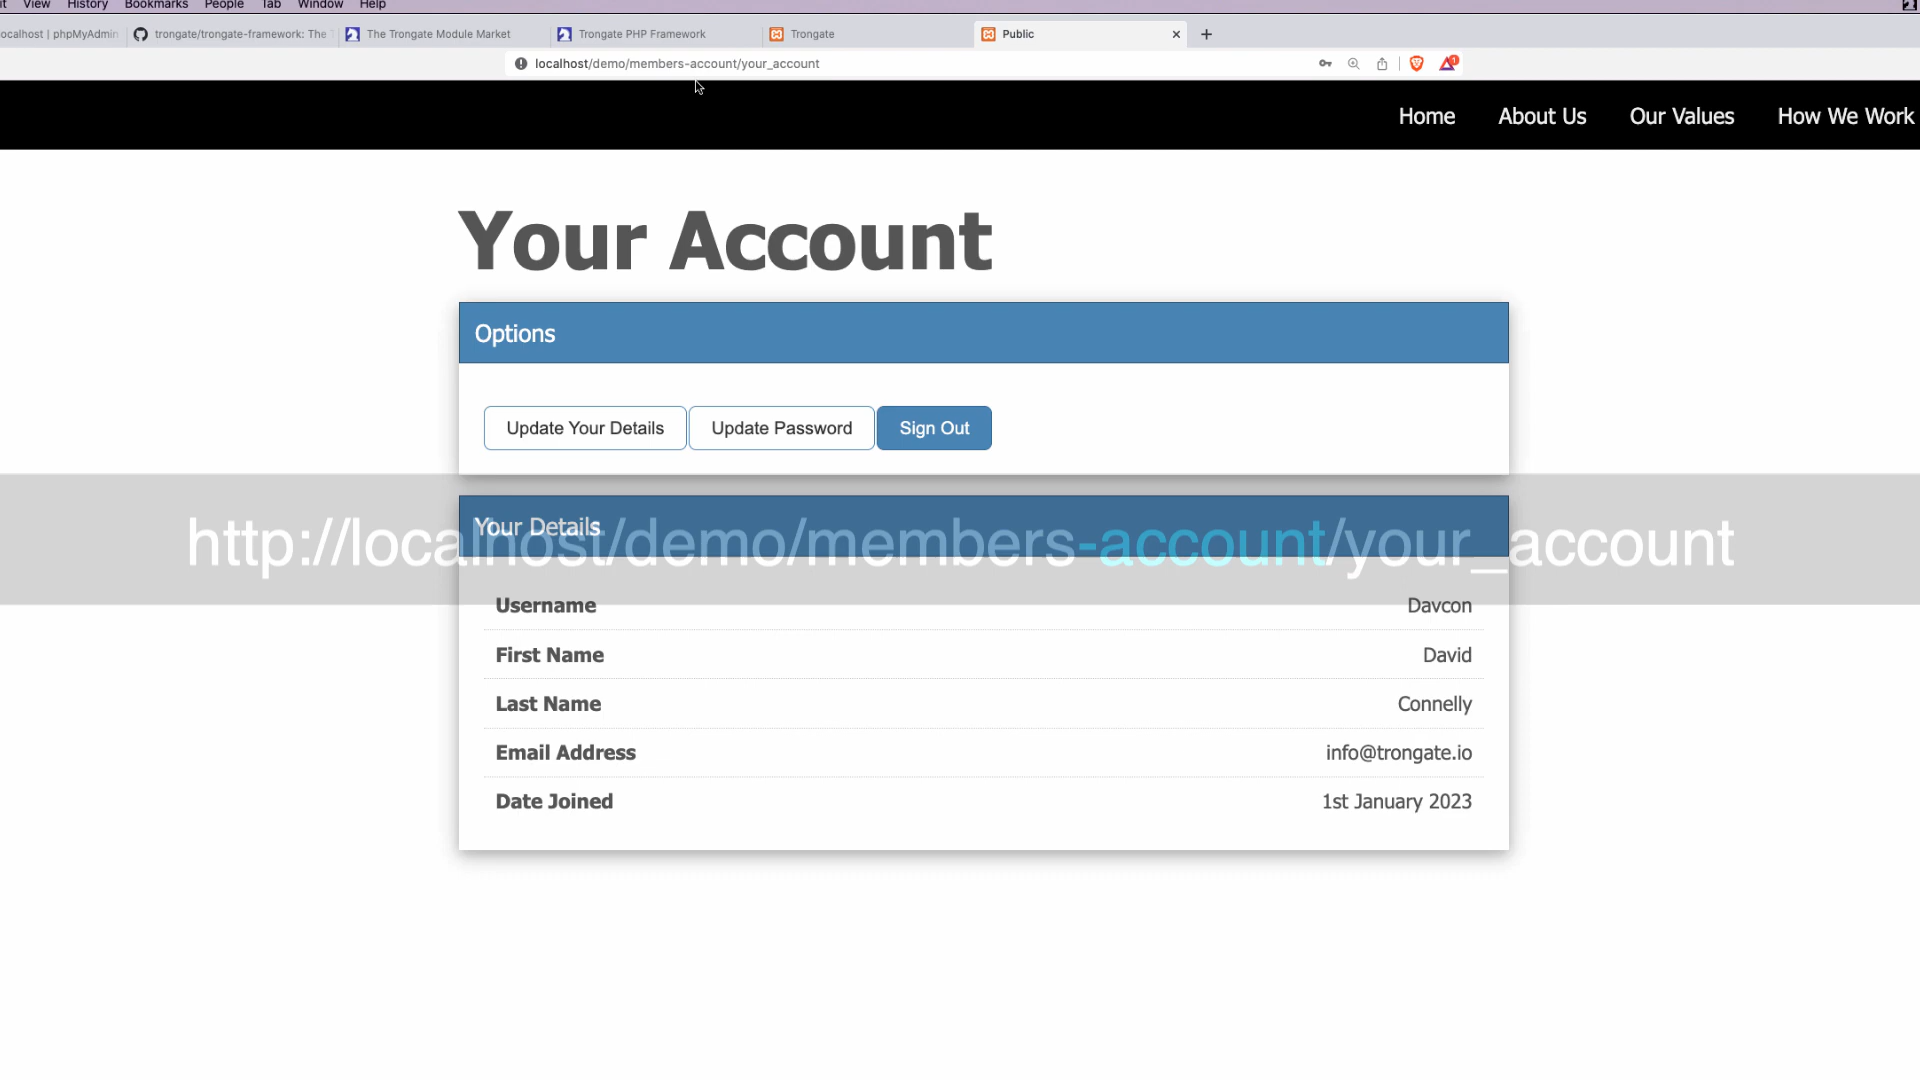 it View History Bookmarks People Tab Window Help
ocalhost | phpMyAdmin trongate/trongate-framework: The The Trongate Module Market Trongate PHP Framework Trongate Public
localhost/demo/members-account/your_account 1
Home About Us Our Values How We Work
Your Account
Options
Update Your Details Update Password Sign Out
Your Details
http://localhost/demo/members-account/your_account
Username Davcon
First Name David
Last Name Connelly
Email Address info@trongate.io
Date Joined 1st January 2023